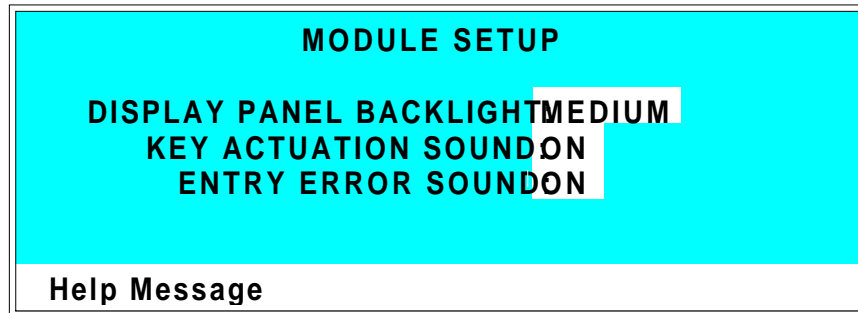 MODULE SETUP
DISPLAY PANEL BACKLIGHT: MEDIUM
KEY ACTUATION SOUND: ON
ENTRY ERROR SOUND: ON
Help Message